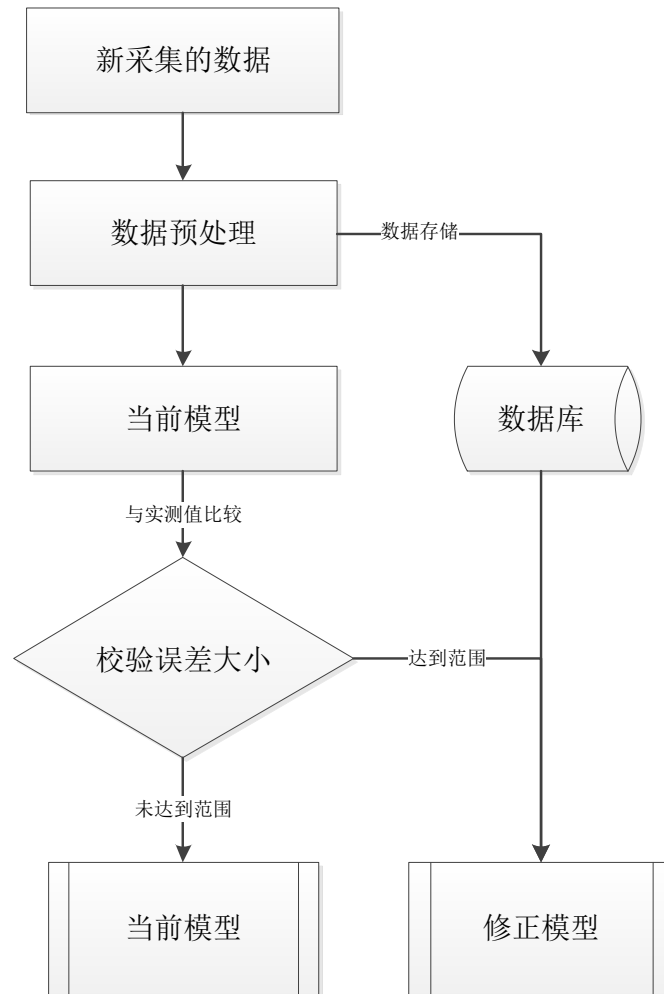 新采集的数据
数据预处理
数据存储
当前模型
数据库
与实测值比较
校验误差大小
达到范围
未达到范围
当前模型
修正模型